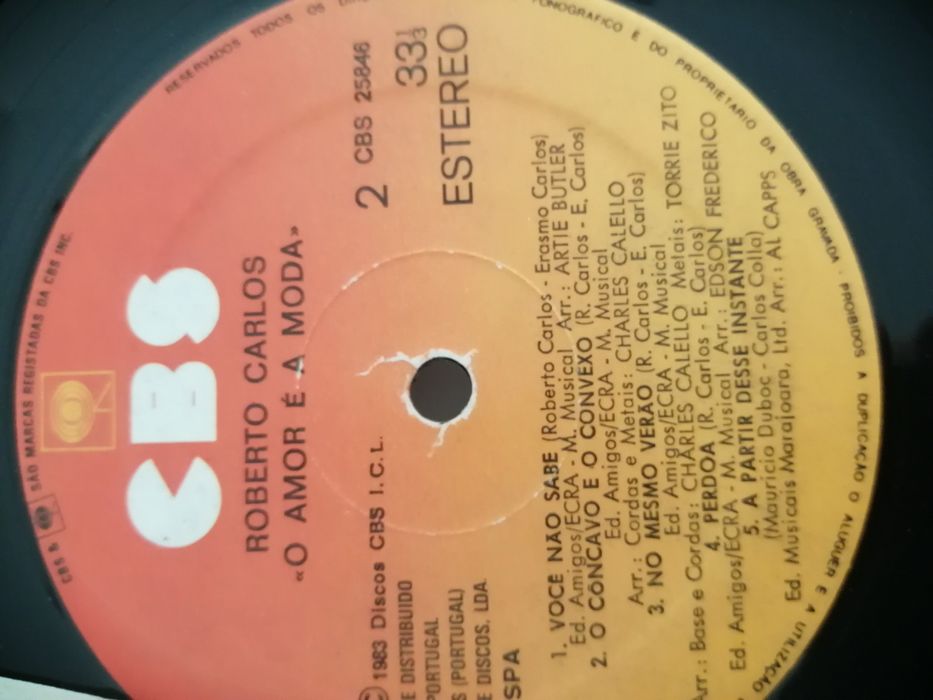 RESERVADOS TODOS OS
FONOGRÁFICO E DO PROPRIETARIO DA OBRA GRAVADA. PROIBIDOS A DUPLICAÇÃO O ALUGUER E A UTILIZAÇÃO
CBS & SÃO MARCAS REGISTADAS DA CBS INC.
CBS
ROBERTO CARLOS
«O AMOR É A MODA»
2 CBS 25846
33 1/3
ESTEREO
1983 Discos CBS I.C.L.
E DISTRIBUIDO
PORTUGAL
S (PORTUGAL)
E DISCOS, LDA.
SPA
1. VOCE NÃO SABE (Roberto Carlos - Erasmo Carlos)
Ed. Amigos/ECRA - M. Musical Arr.: ARTIE BUTLER
2. O CÔNCAVO E O CONVEXO (R. Carlos - E. Carlos)
Ed. Amigos/ECRA - M. Musical
Arr.: Cordas e Metais: CHARLES CALELLO
3. NO MESMO VERÃO (R. Carlos - E. Carlos)
Ed. Amigos/ECRA - M. Musical
Arr.: Base e Cordas: CHARLES CALELLO Metais: TORRIE ZITO
4. PERDOA (R. Carlos - E. Carlos)
Ed. Amigos/ECRA - M. Musical Arr.: EDSON FREDERICO
5. A PARTIR DESSE INSTANTE
(Mauricio Duboc - Carlos Colla)
Ed. Musicais Marajoara, Ltd. Arr.: AL CAPPS